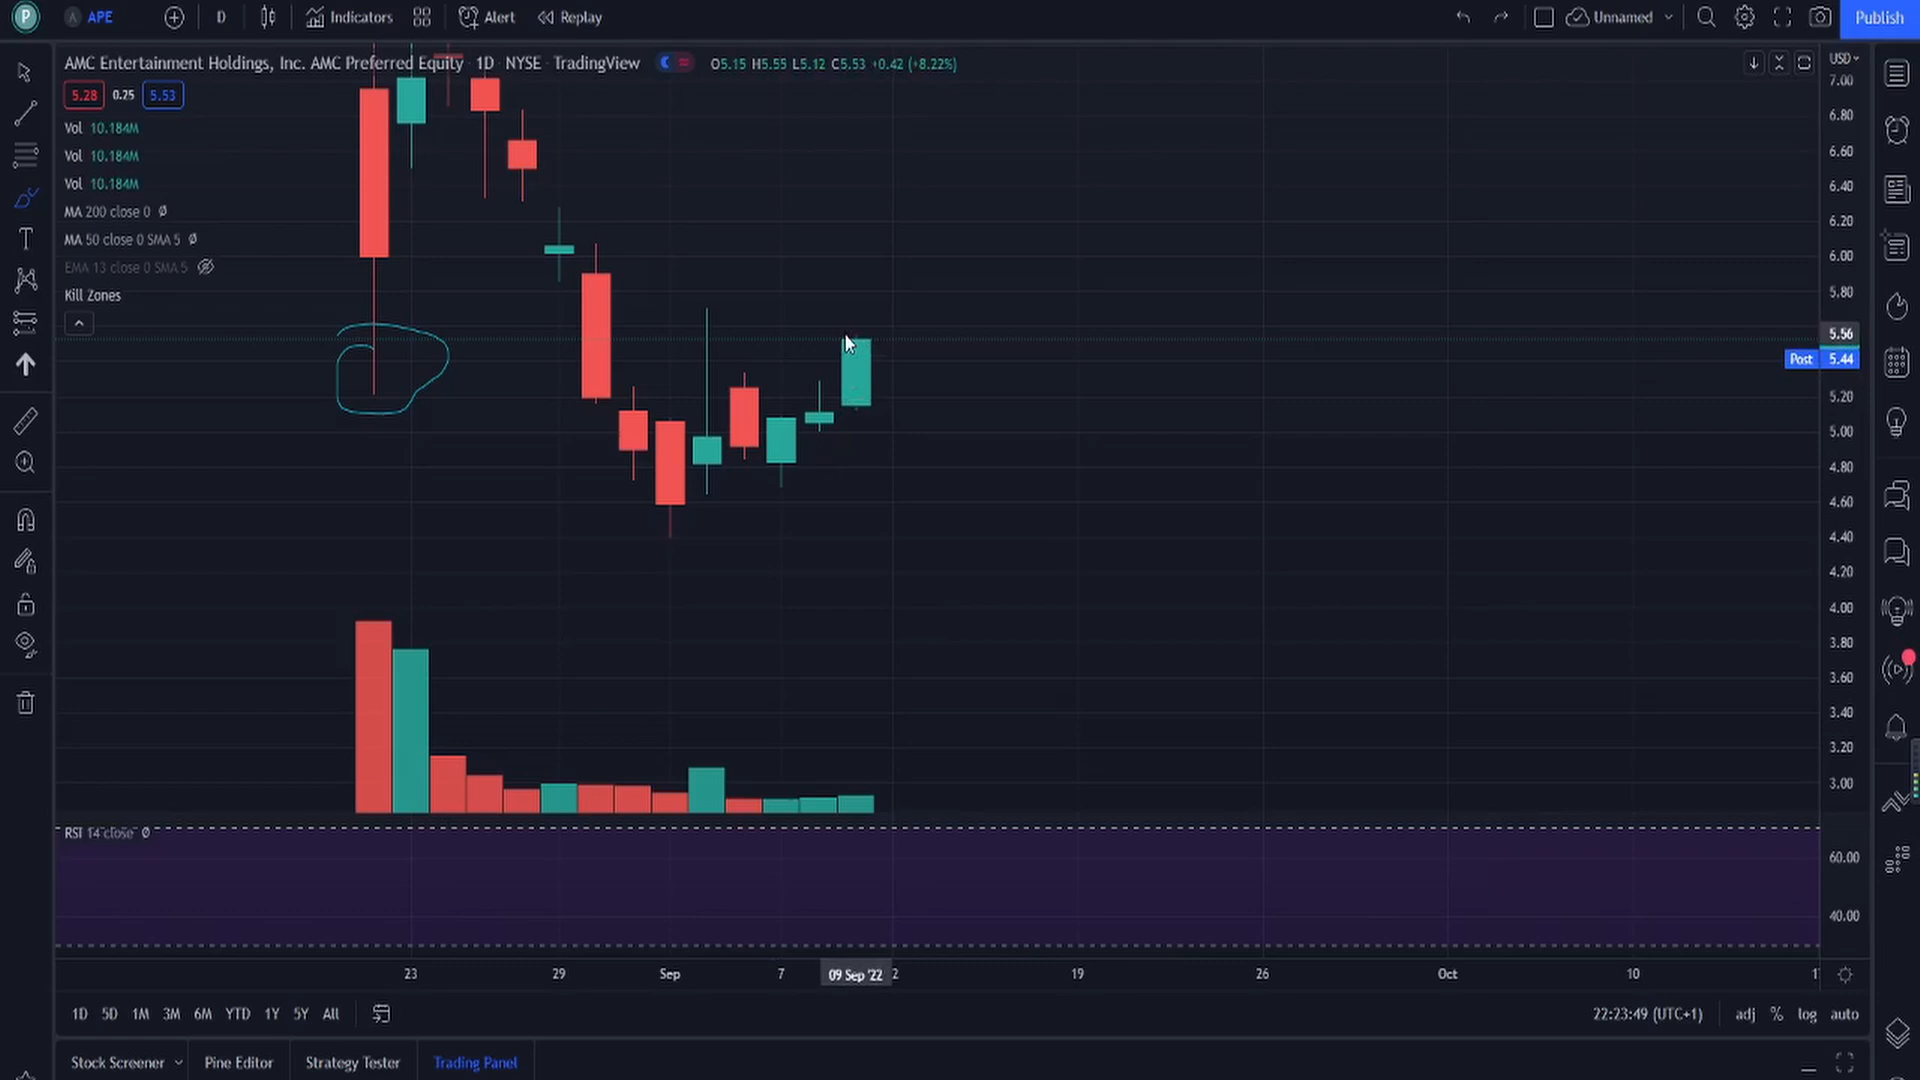 P A APE D Indicators Alert Replay Unnamed Publish
AMC Entertainment Holdings, Inc. AMC Preferred Equity 1D NYSE TradingView O5.15 H5.55 L5.12 C5.53 +0.42 (+8.22%) USD
5.28 0.25 5.53
Vol 10.184M
Vol 10.184M
Vol 10.184M
MA 200 close 0
MA 50 close 0 SMA 5
EMA 13 close 0 SMA 5
Kill Zones
7.00
6.80
6.60
6.40
6.20
6.00
5.80
5.56
Post 5.44
5.20
5.00
4.80
4.60
4.40
4.20
4.00
3.80
3.60
3.40
3.20
3.00
RSI 14 close
60.00
40.00
23 29 Sep 7 09 Sep '22 2 19 26 Oct 10 1
1D 5D 1M 3M 6M YTD 1Y 5Y All 22:23:49 (UTC+1) adj % log auto
Stock Screener Pine Editor Strategy Tester Trading Panel